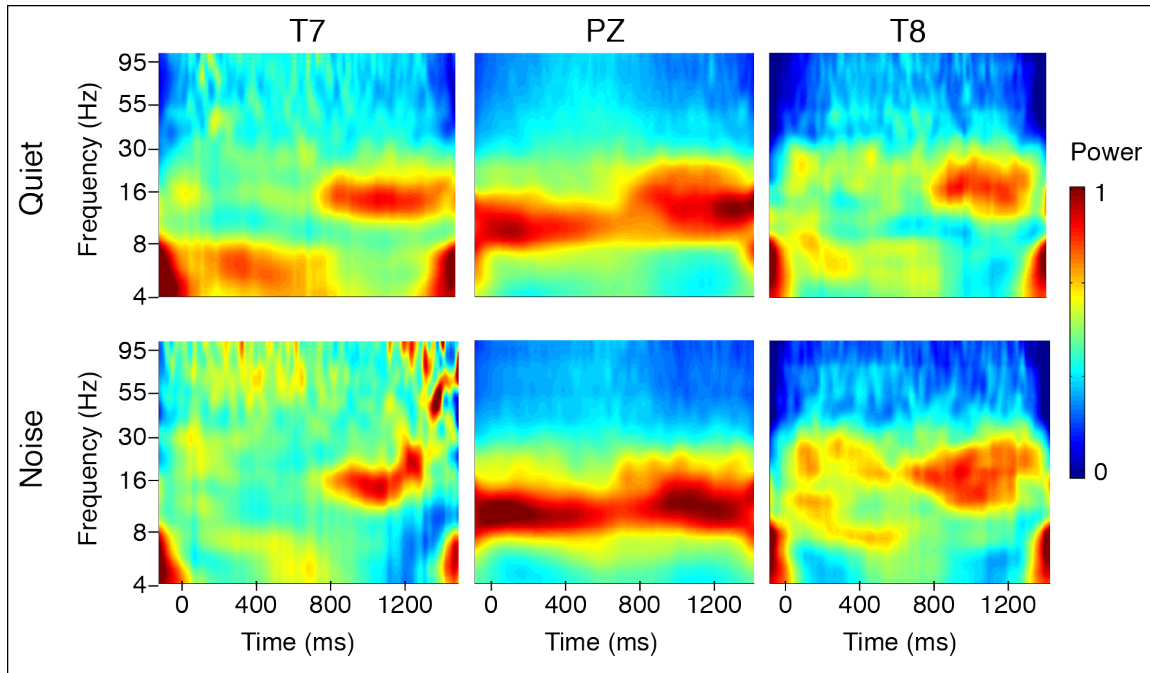 T7 PZ T8
Quiet
Frequency (Hz)
95
55
30
16
8
4
Power
1
0
Noise
Frequency (Hz)
95
55
30
16
8
4
0 400 800 1200 0 400 800 1200 0 400 800 1200
Time (ms) Time (ms) Time (ms)